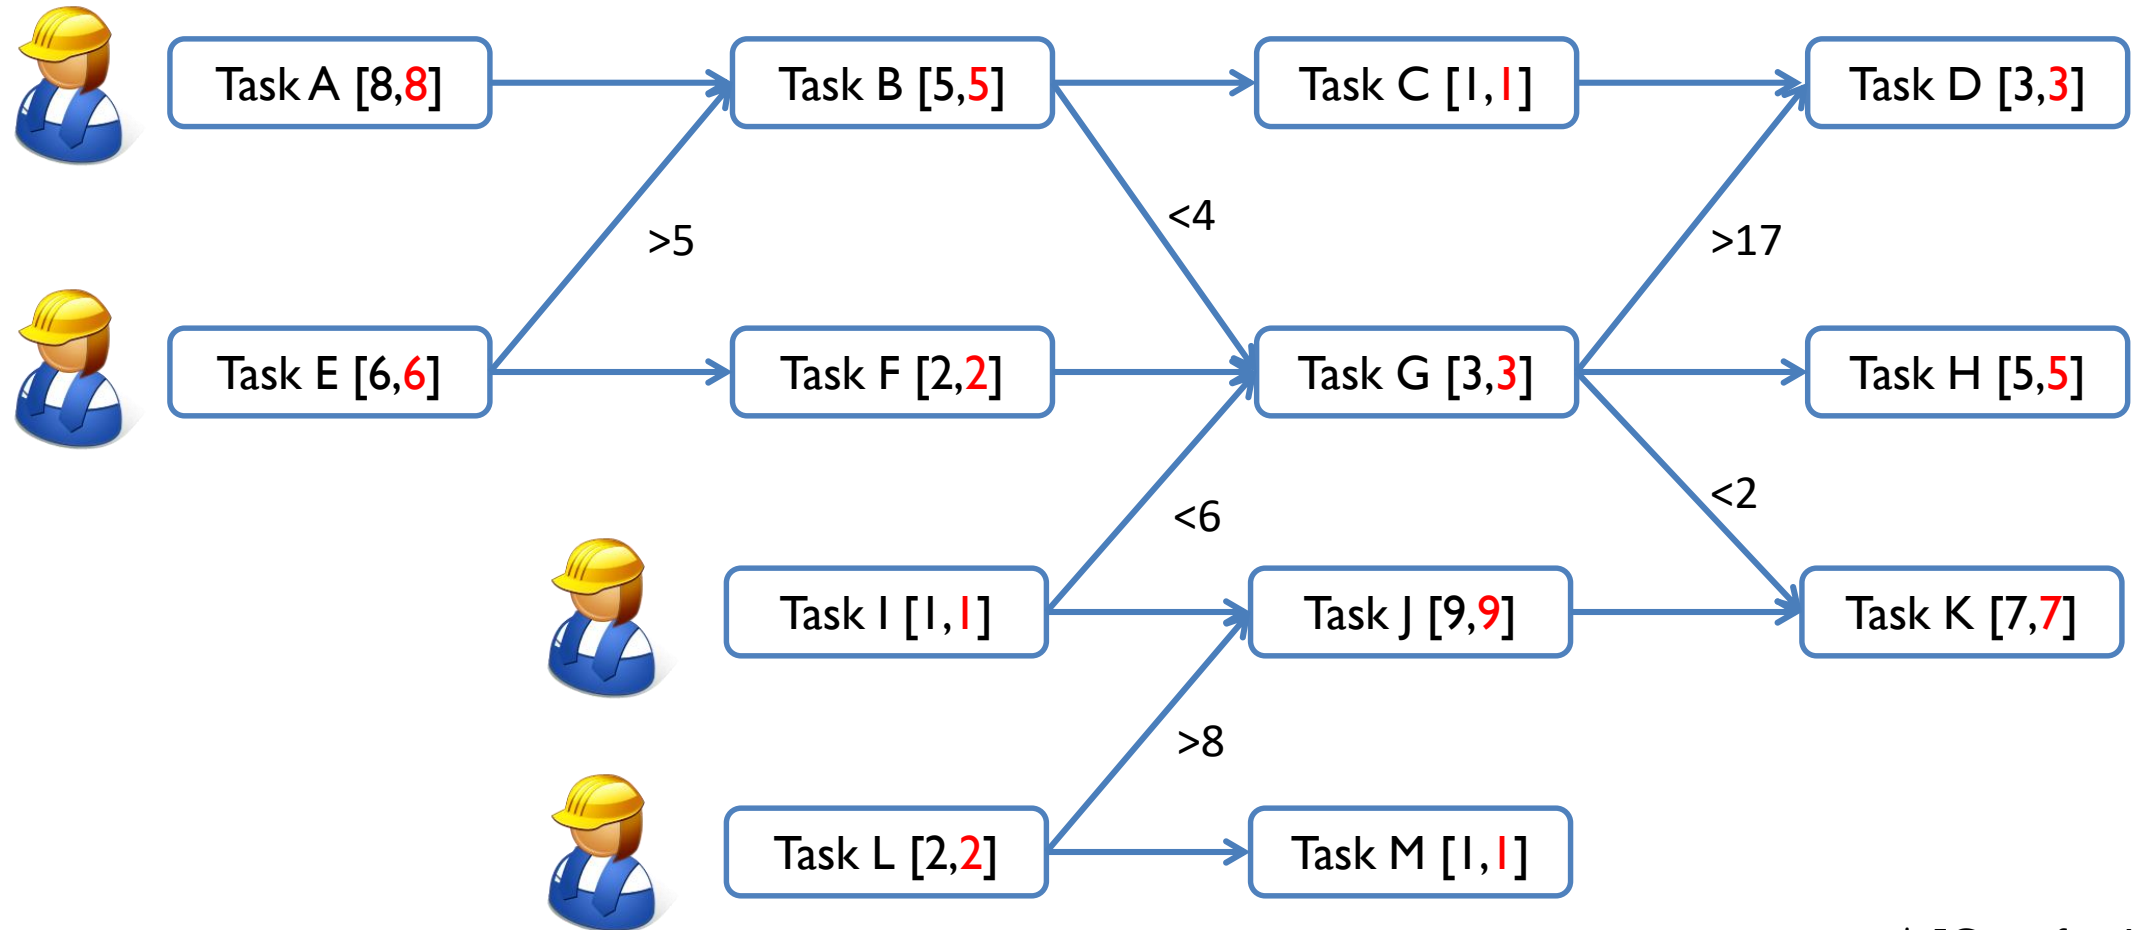 Task A [8,8]
Task B [5,5]
Task C [1,1]
Task D [3,3]
>5
<4
>17
Task E [6,6]
Task F [2,2]
Task G [3,3]
Task H [5,5]
<6
<2
Task I [1,1]
Task J [9,9]
Task K [7,7]
>8
Task L [2,2]
Task M [1,1]